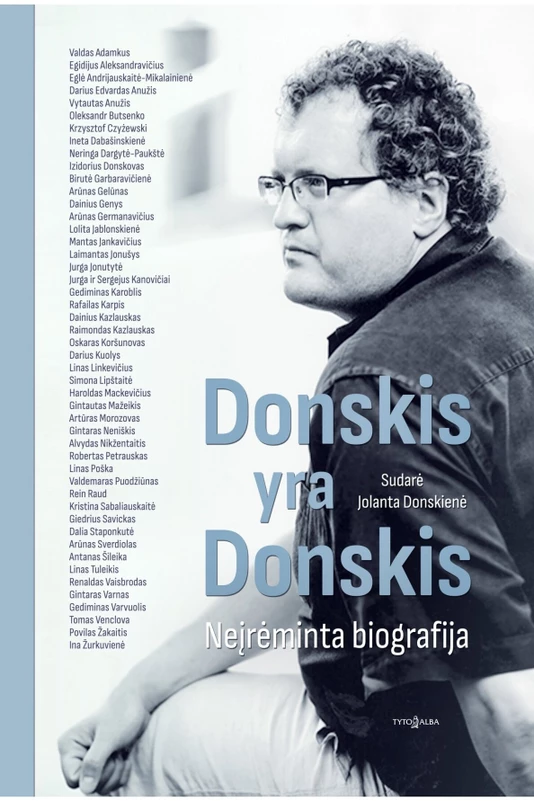 Valdas Adamkus
Egidijus Aleksandravičius
Eglė Andrijauskaitė-Mikalainienė
Darius Edvardas Anužis
Vytautas Anužis
Oleksandr Butsenko
Krzysztof Czyżewski
Ineta Dabašinskienė
Neringa Dargytė-Paukštė
Izidorius Donskovas
Birutė Garbaravičienė
Arūnas Gelūnas
Dainius Genys
Arūnas Germanavičius
Lolita Jablonskienė
Mantas Jankavičius
Laimantas Jonušys
Jurga Jonutytė
Jurga ir Sergejus Kanovičiai
Gediminas Karoblis
Rafailas Karpis
Dainius Kazlauskas
Raimondas Kazlauskas
Oskaras Koršunovas
Darius Kuolys
Linas Linkevičius
Simona Lipštaitė
Haroldas Mackevičius
Gintautas Mažeikis
Artūras Morozovas
Gintaras Neniškis
Alvydas Nikžentaitis
Robertas Petrauskas
Linas Poška
Valdemaras Puodžiūnas
Rein Raud
Kristina Sabaliauskaitė
Giedrius Savickas
Dalia Staponkutė
Arūnas Sverdiolas
Antanas Šileika
Linas Tuleikis
Renaldas Vaisbrodas
Gintaras Varnas
Gediminas Varvuolis
Tomas Venclova
Povilas Žakaitis
Ina Žurkuvienė
Donskis
yra
Donskis
Sudarė
Jolanta Donskienė
Neįrėminta biografija
TYTO ALBA